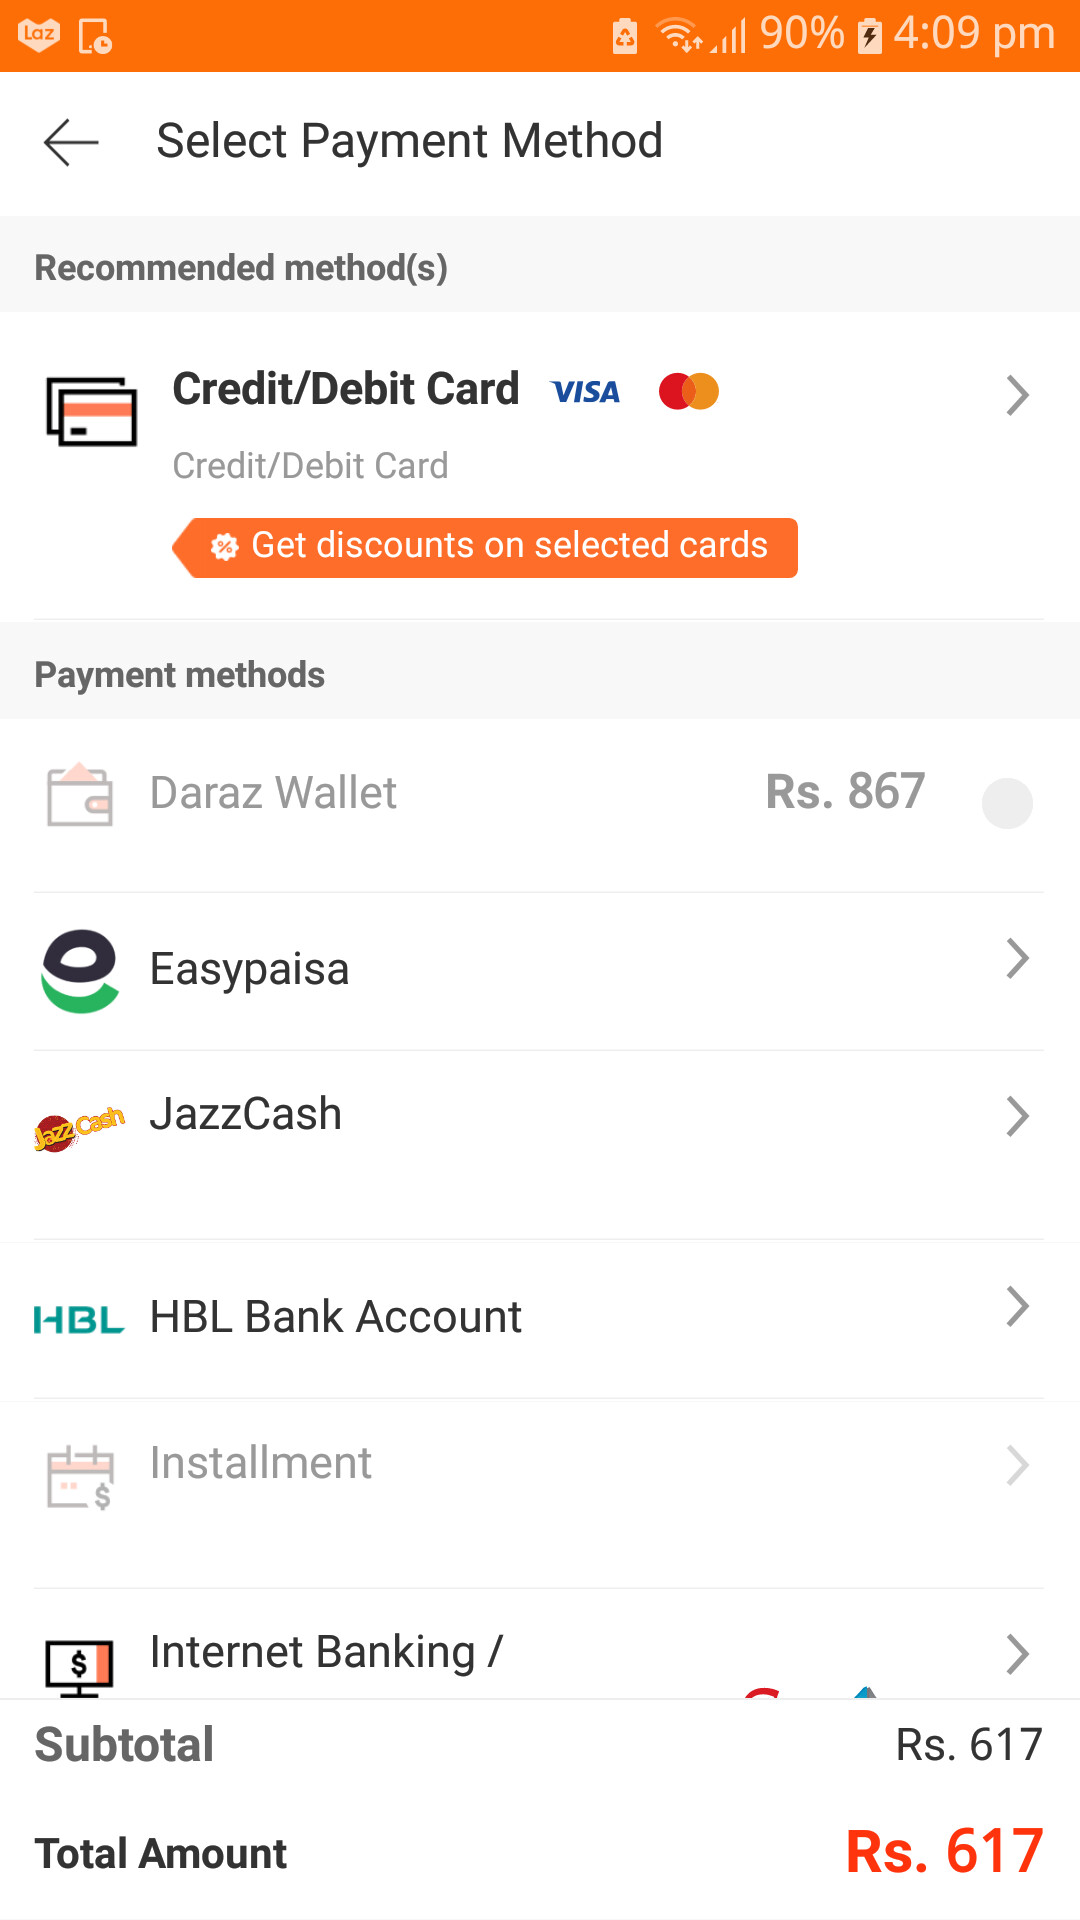 Laz 90% 4:09 pm
Select Payment Method
Recommended method(s)
Credit/Debit Card VISA
Credit/Debit Card
Get discounts on selected cards
Payment methods
Daraz Wallet Rs. 867
Easypaisa
JazzCash JazzCash
HBL HBL Bank Account
Installment
Internet Banking /
Subtotal Rs. 617
Total Amount Rs. 617